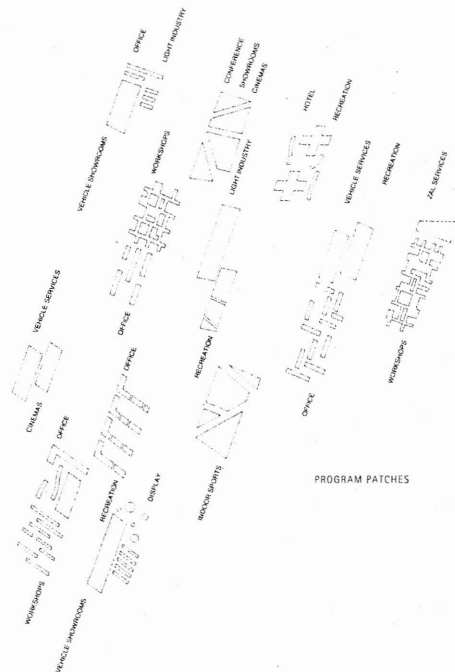 OFFICE
LIGHT INDUSTRY
VEHICLE SHOWROOMS
CONFERENCE
SHOWROOMS
CINEMAS
WORKSHOPS
OFFICE
LIGHT INDUSTRY
RECREATION
HOTEL
RECREATION
VEHICLE SERVICES
RECREATION
ZAL SERVICES
OFFICE
WORKSHOPS
VEHICLE SERVICES
CINEMAS
OFFICE
OFFICE
RECREATION
DISPLAY
INDOOR SPORTS
WORKSHOPS
VEHICLE SHOWROOMS
PROGRAM PATCHES